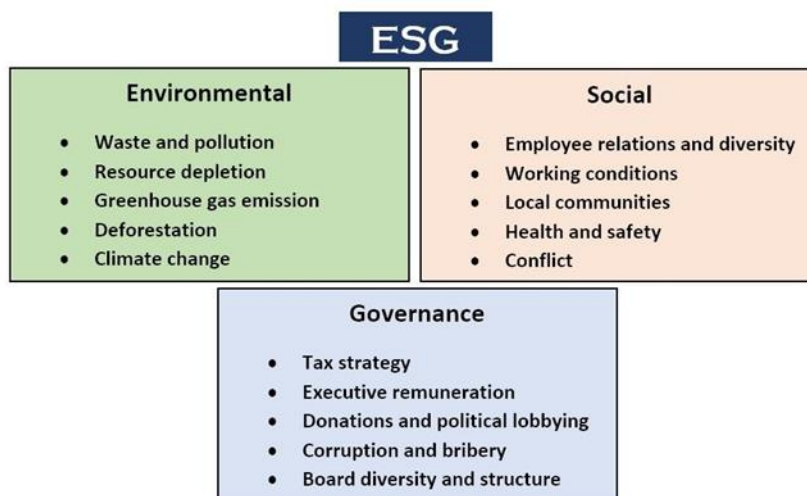 ESG
Environmental
• Waste and pollution
• Resource depletion
• Greenhouse gas emission
• Deforestation
• Climate change
Social
• Employee relations and diversity
• Working conditions
• Local communities
• Health and safety
• Conflict
Governance
• Tax strategy
• Executive remuneration
• Donations and political lobbying
• Corruption and bribery
• Board diversity and structure